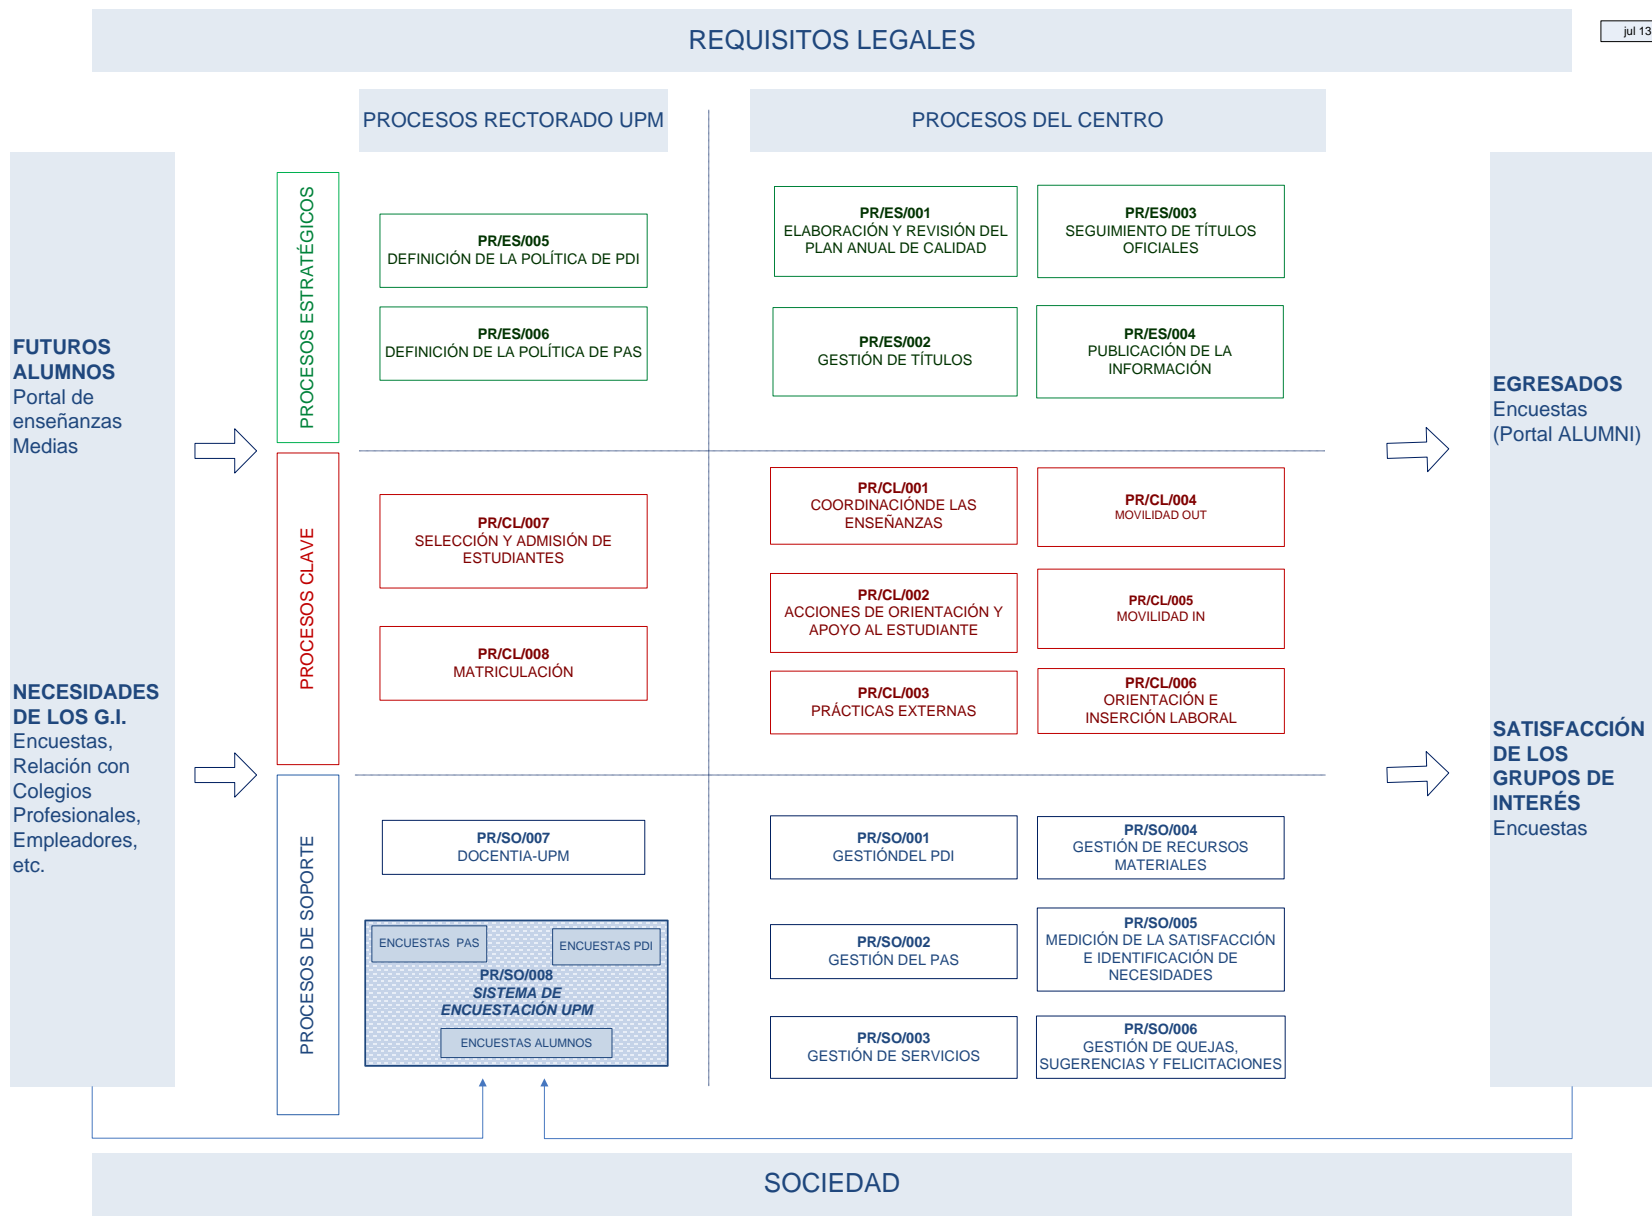 REQUISITOS LEGALES
jul 13
PROCESOS RECTORADO UPM
PROCESOS DEL CENTRO
FUTUROS
ALUMNOS
Portal de
enseñanzas
Medias
NECESIDADES
DE LOS G.I.
Encuestas,
Relación con
Colegios
Profesionales,
Empleadores,
etc.
PROCESOS ESTRATÉGICOS
PR/ES/005
DEFINICIÓN DE LA POLÍTICA DE PDI
PR/ES/006
DEFINICIÓN DE LA POLÍTICA DE PAS
PR/ES/001
ELABORACIÓN Y REVISIÓN DEL
PLAN ANUAL DE CALIDAD
PR/ES/003
SEGUIMIENTO DE TÍTULOS
OFICIALES
PR/ES/002
GESTIÓN DE TÍTULOS
PR/ES/004
PUBLICACIÓN DE LA
INFORMACIÓN
PROCESOS CLAVE
PR/CL/007
SELECCIÓN Y ADMISIÓN DE
ESTUDIANTES
PR/CL/008
MATRICULACIÓN
PR/CL/001
COORDINACIÓNDE LAS
ENSEÑANZAS
PR/CL/004
MOVILIDAD OUT
PR/CL/002
ACCIONES DE ORIENTACIÓN Y
APOYO AL ESTUDIANTE
PR/CL/005
MOVILIDAD IN
PR/CL/003
PRÁCTICAS EXTERNAS
PR/CL/006
ORIENTACIÓN E
INSERCIÓN LABORAL
PROCESOS DE SOPORTE
PR/SO/007
DOCENTIA-UPM
ENCUESTAS PAS
ENCUESTAS PDI
PR/SO/008
SISTEMA DE
ENCUESTACIÓN UPM
ENCUESTAS ALUMNOS
PR/SO/001
GESTIÓNDEL PDI
PR/SO/004
GESTIÓN DE RECURSOS
MATERIALES
PR/SO/002
GESTIÓN DEL PAS
PR/SO/005
MEDICIÓN DE LA SATISFACCIÓN
E IDENTIFICACIÓN DE
NECESIDADES
PR/SO/003
GESTIÓN DE SERVICIOS
PR/SO/006
GESTIÓN DE QUEJAS,
SUGERENCIAS Y FELICITACIONES
EGRESADOS
Encuestas
(Portal ALUMNI)
SATISFACCIÓN
DE LOS
GRUPOS DE
INTERÉS
Encuestas
SOCIEDAD